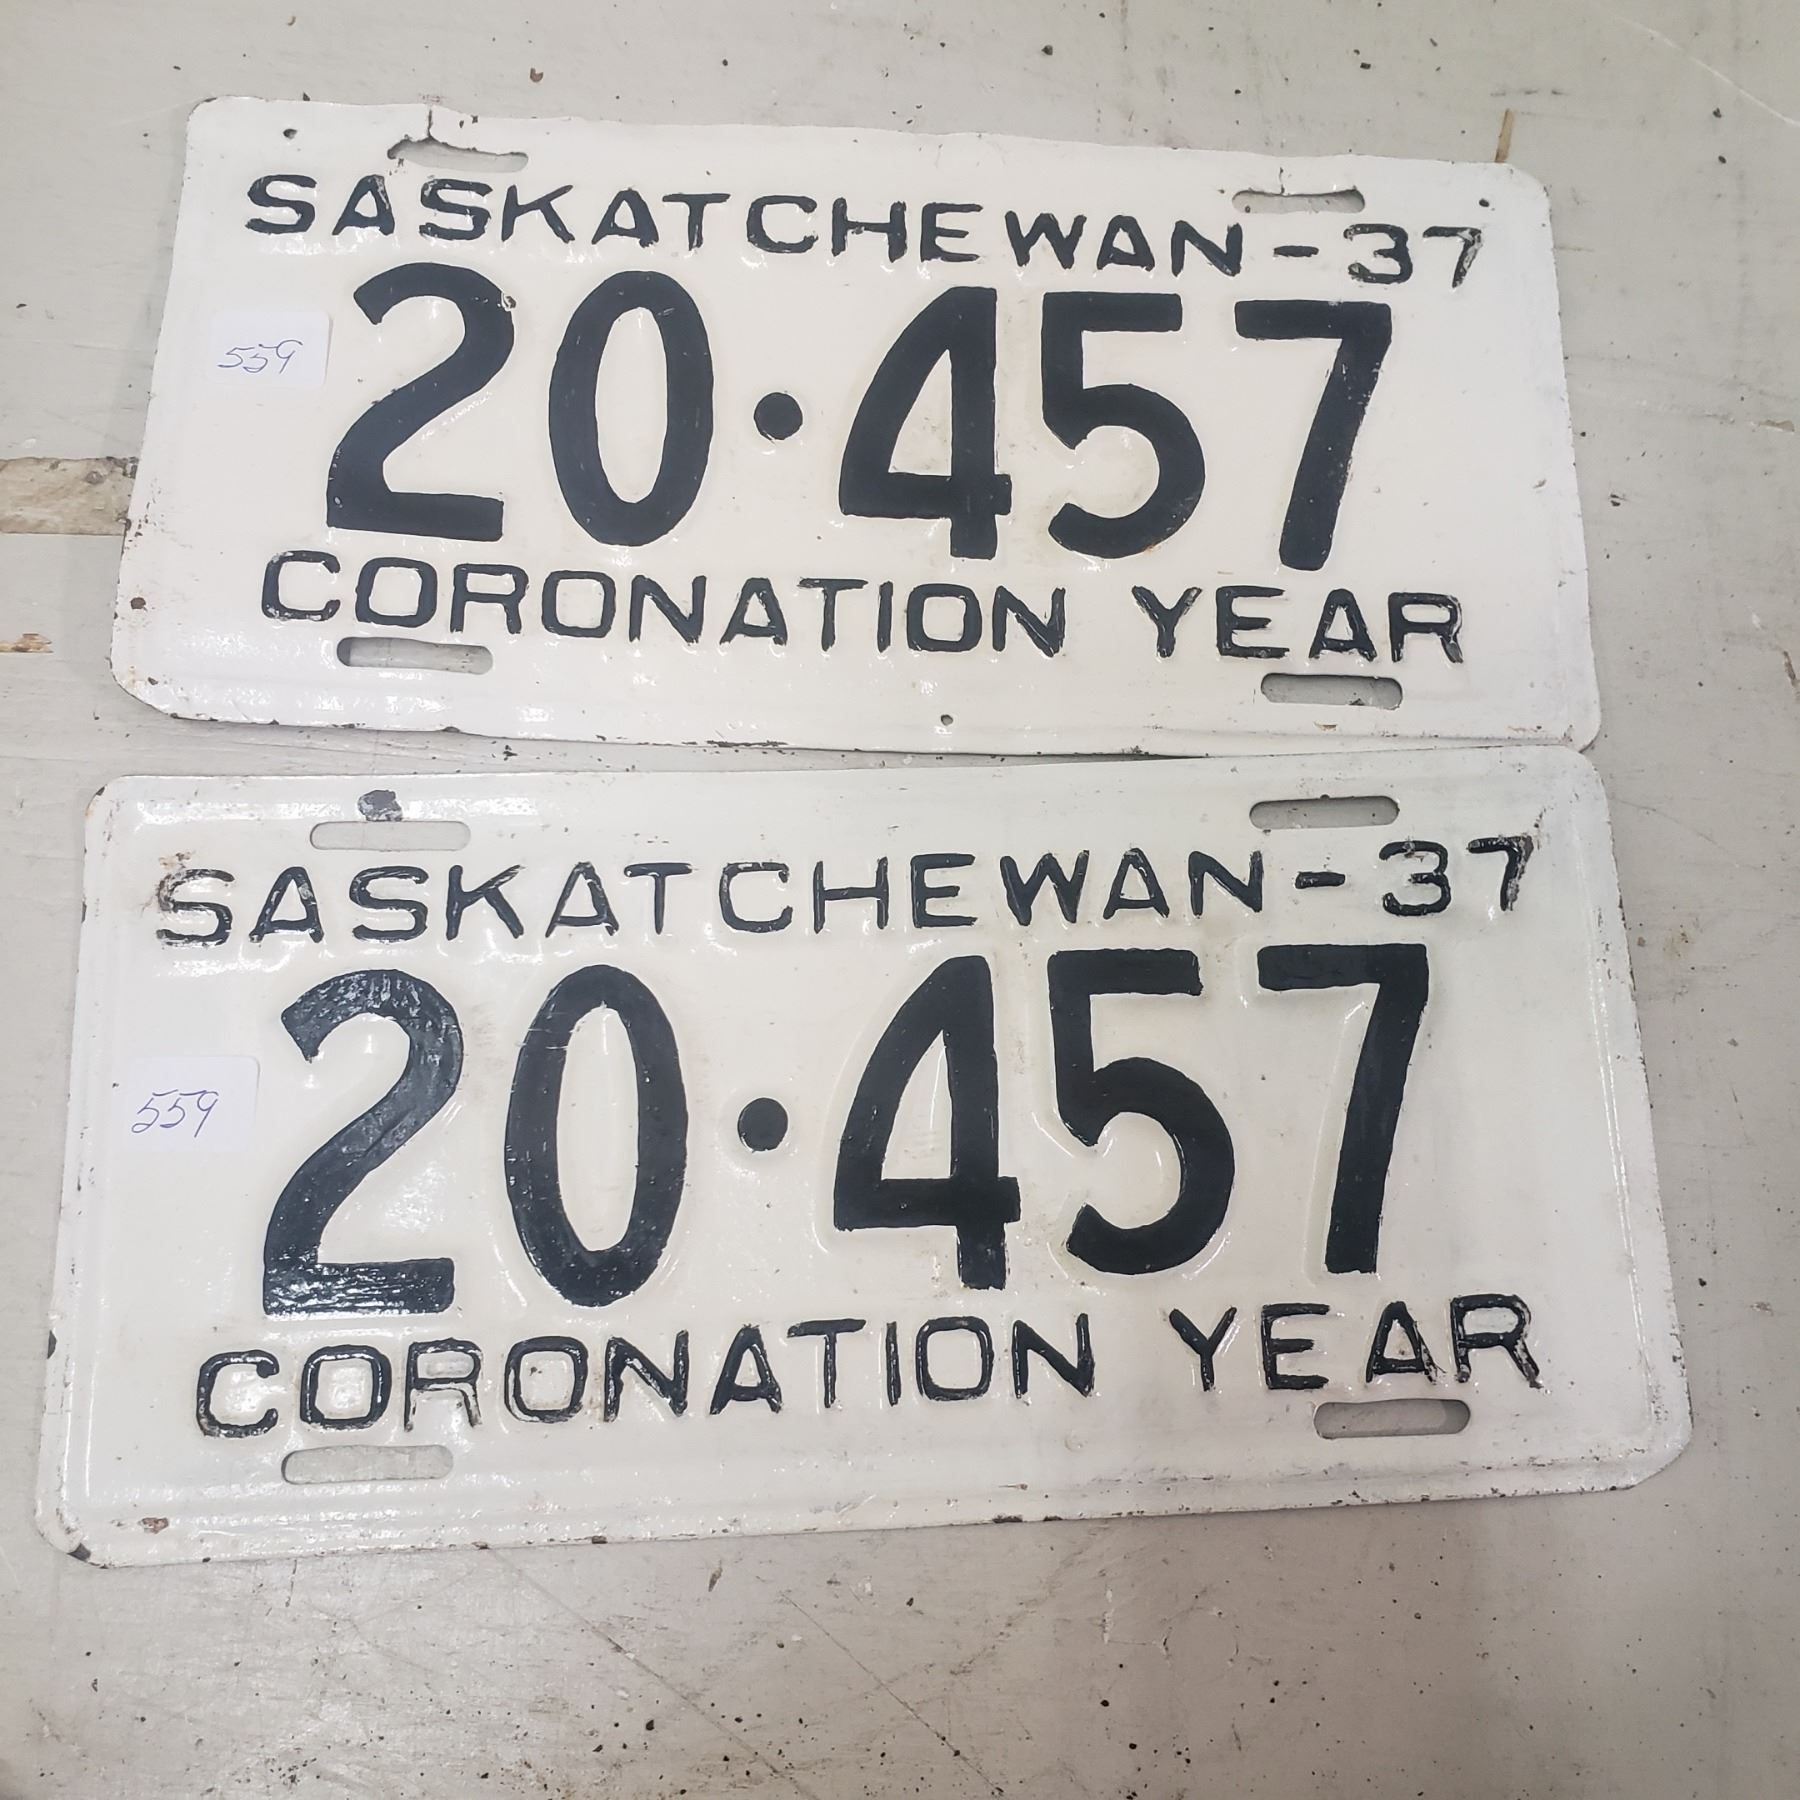 SASKATCHEWAN-37
559
20•457
CORONATION YEAR
SASKATCHEWAN-37
559
20•457
CORONATION YEAR